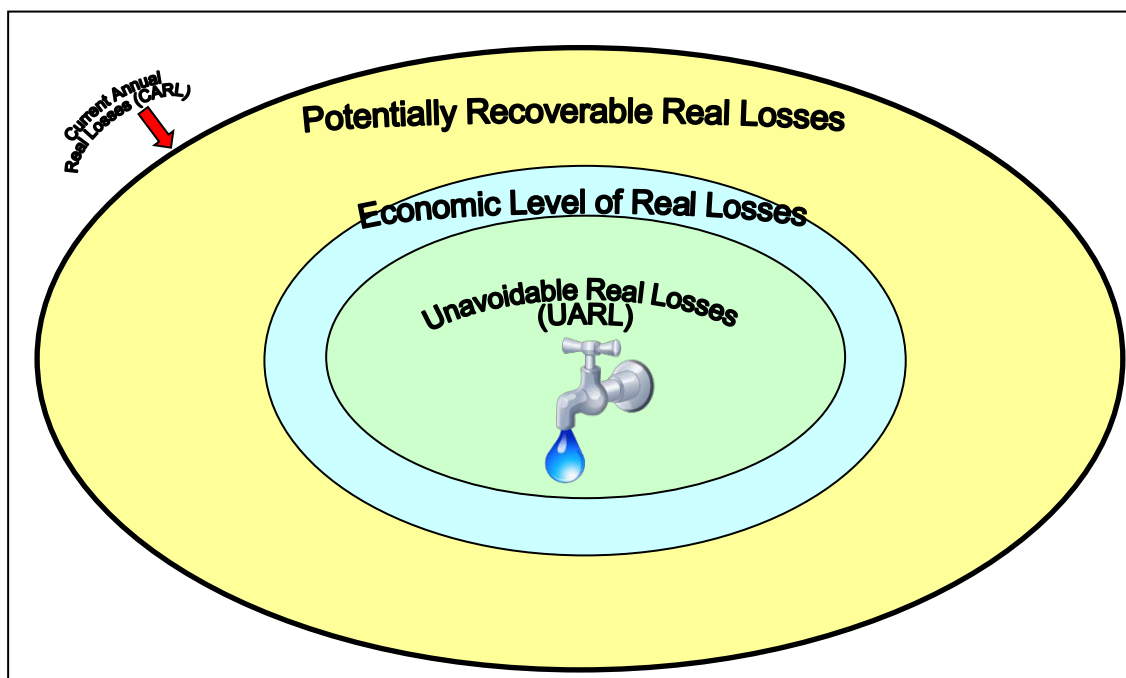 Current Annual
Real Losses (CARL)
Potentially Recoverable Real Losses
Economic Level of Real Losses
Unavoidable Real Losses
(UARL)